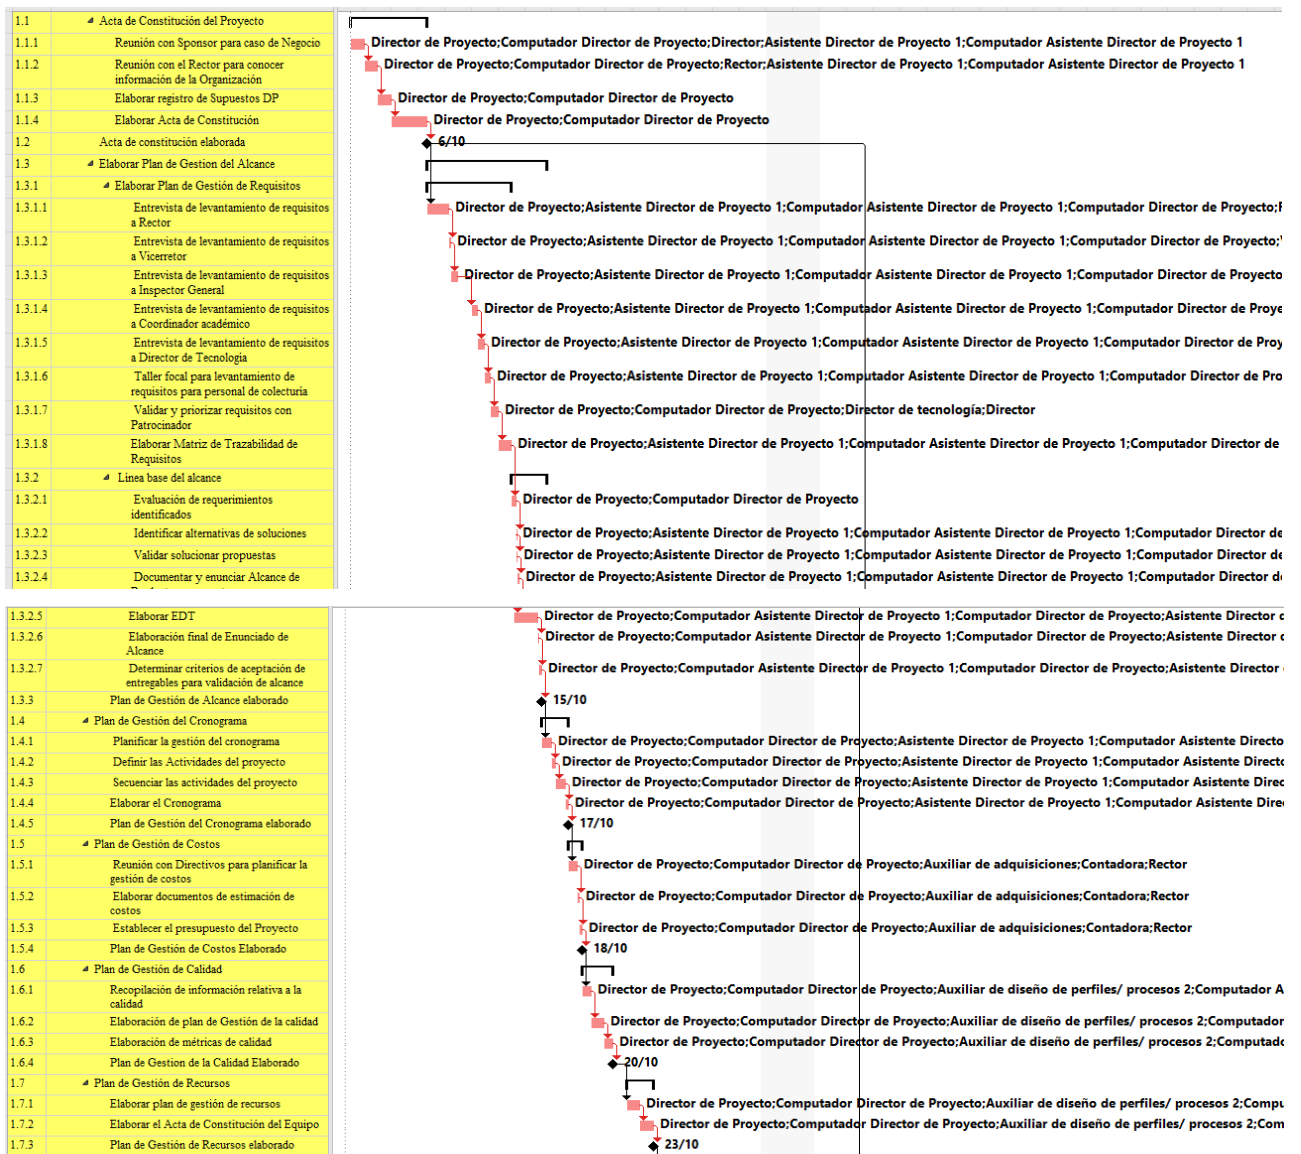 1.1 Acta de Constitución del Proyecto
1.1.1 Reunión con Sponsor para caso de Negocio Director de Proyecto;Computador Director de Proyecto;Director;Asistente Director de Proyecto 1;Computador Asistente Director de Proyecto 1
1.1.2 Reunión con el Rector para conocer Director de Proyecto;Computador Director de Proyecto;Rector;Asistente Director de Proyecto 1;Computador Asistente Director de Proyecto 1
información de la Organización
1.1.3 Elaborar registro de Supuestos DP Director de Proyecto;Computador Director de Proyecto
1.1.4 Elaborar Acta de Constitución Director de Proyecto;Computador Director de Proyecto
1.2 Acta de constitución elaborada 6/10
1.3 Elaborar Plan de Gestion del Alcance
1.3.1 Elaborar Plan de Gestión de Requisitos
1.3.1.1 Entrevista de levantamiento de requisitos Director de Proyecto;Asistente Director de Proyecto 1;Computador Asistente Director de Proyecto 1;Computador Director de Proyecto;
a Rector
1.3.1.2 Entrevista de levantamiento de requisitos Director de Proyecto;Asistente Director de Proyecto 1;Computador Asistente Director de Proyecto 1;Computador Director de Proyecto;
a Vicerretor
1.3.1.3 Entrevista de levantamiento de requisitos Director de Proyecto;Asistente Director de Proyecto 1;Computador Asistente Director de Proyecto 1;Computador Director de Proyecto
a Inspector General
1.3.1.4 Entrevista de levantamiento de requisitos Director de Proyecto;Asistente Director de Proyecto 1;Computador Asistente Director de Proyecto 1;Computador Director de Proye
a Coordinador académico
1.3.1.5 Entrevista de levantamiento de requisitos Director de Proyecto;Asistente Director de Proyecto 1;Computador Asistente Director de Proyecto 1;Computador Director de Proy
a Director de Tecnologia
1.3.1.6 Taller focal para levantamiento de Director de Proyecto;Asistente Director de Proyecto 1;Computador Asistente Director de Proyecto 1;Computador Director de Pro
requisitos para personal de colecturia
1.3.1.7 Validar y priorizar requisitos con Director de Proyecto;Computador Director de Proyecto;Director de tecnología;Director
Patrocinador
1.3.1.8 Elaborar Matriz de Trazabilidad de Director de Proyecto;Asistente Director de Proyecto 1;Computador Asistente Director de Proyecto 1;Computador Director de
Requisitos
1.3.2 Linea base del alcance
1.3.2.1 Evaluación de requerimientos Director de Proyecto;Computador Director de Proyecto
identificados
1.3.2.2 Identificar alternativas de soluciones Director de Proyecto;Asistente Director de Proyecto 1;Computador Asistente Director de Proyecto 1;Computador Director de
1.3.2.3 Validar solucionar propuestas Director de Proyecto;Asistente Director de Proyecto 1;Computador Asistente Director de Proyecto 1;Computador Director de
1.3.2.4 Documentar y enunciar Alcance de Director de Proyecto;Asistente Director de Proyecto 1;Computador Asistente Director de Proyecto 1;Computador Director d
1.3.2.5 Elaborar EDT Director de Proyecto;Computador Asistente Director de Proyecto 1;Computador Director de Proyecto;Asistente Director d
1.3.2.6 Elaboración final de Enunciado de Director de Proyecto;Computador Asistente Director de Proyecto 1;Computador Director de Proyecto;Asistente Director
Alcance
1.3.2.7 Determinar criterios de aceptación de Director de Proyecto;Computador Asistente Director de Proyecto 1;Computador Director de Proyecto;Asistente Director
entregables para validación de alcance
1.3.3 Plan de Gestión de Alcance elaborado 15/10
1.4 Plan de Gestión del Cronograma
1.4.1 Planificar la gestión del cronograma Director de Proyecto;Computador Director de Proyecto;Asistente Director de Proyecto 1;Computador Asistente Directo
1.4.2 Definir las Actividades del proyecto Director de Proyecto;Computador Director de Proyecto;Asistente Director de Proyecto 1;Computador Asistente Direct
1.4.3 Secuenciar las actividades del proyecto Director de Proyecto;Computador Director de Proyecto;Asistente Director de Proyecto 1;Computador Asistente Direc
1.4.4 Elaborar el Cronograma Director de Proyecto;Computador Director de Proyecto;Asistente Director de Proyecto 1;Computador Asistente Dire
1.4.5 Plan de Gestión del Cronograma elaborado 17/10
1.5 Plan de Gestión de Costos
1.5.1 Reunión con Directivos para planificar la Director de Proyecto;Computador Director de Proyecto;Auxiliar de adquisiciones;Contadora;Rector
gestión de costos
1.5.2 Elaborar documentos de estimación de Director de Proyecto;Computador Director de Proyecto;Auxiliar de adquisiciones;Contadora;Rector
costos
1.5.3 Establecer el presupuesto del Proyecto Director de Proyecto;Computador Director de Proyecto;Auxiliar de adquisiciones;Contadora;Rector
1.5.4 Plan de Gestión de Costos Elaborado 18/10
1.6 Plan de Gestión de Calidad
1.6.1 Recopilación de información relativa a la Director de Proyecto;Computador Director de Proyecto;Auxiliar de diseño de perfiles/ procesos 2;Computador A
calidad
1.6.2 Elaboración de plan de Gestión de la calidad Director de Proyecto;Computador Director de Proyecto;Auxiliar de diseño de perfiles/ procesos 2;Computador
1.6.3 Elaboración de métricas de calidad Director de Proyecto;Computador Director de Proyecto;Auxiliar de diseño de perfiles/ procesos 2;Computado
1.6.4 Plan de Gestion de la Calidad Elaborado 20/10
1.7 Plan de Gestión de Recursos
1.7.1 Elaborar plan de gestión de recursos Director de Proyecto;Computador Director de Proyecto;Auxiliar de diseño de perfiles/ procesos 2;Compu
1.7.2 Elaborar el Acta de Constitución del Equipo Director de Proyecto;Computador Director de Proyecto;Auxiliar de diseño de perfiles/ procesos 2;Com
1.7.3 Plan de Gestión de Recursos elaborado 23/10